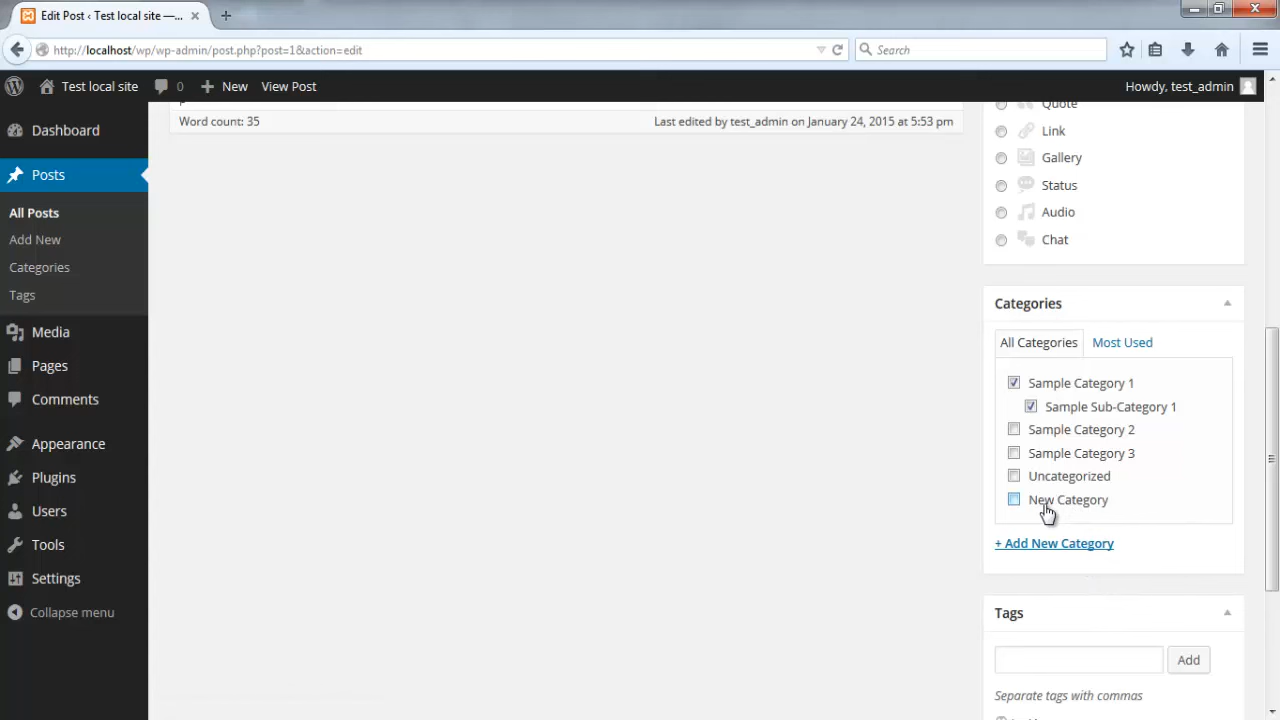 Edit Post ‹ Test local site —...
http://localhost/wp/wp-admin/post.php?post=1&action=edit
Search
Test local site
0
New
View Post
Howdy, test_admin
Dashboard
Posts
All Posts
Add New
Categories
Tags
Media
Pages
Comments
Appearance
Plugins
Users
Tools
Settings
Collapse menu
Word count: 35
Last edited by test_admin on January 24, 2015 at 5:53 pm
Quote
Link
Gallery
Status
Audio
Chat
Categories
All Categories
Most Used
Sample Category 1
Sample Sub-Category 1
Sample Category 2
Sample Category 3
Uncategorized
New Category
+ Add New Category
Tags
Add
Separate tags with commas